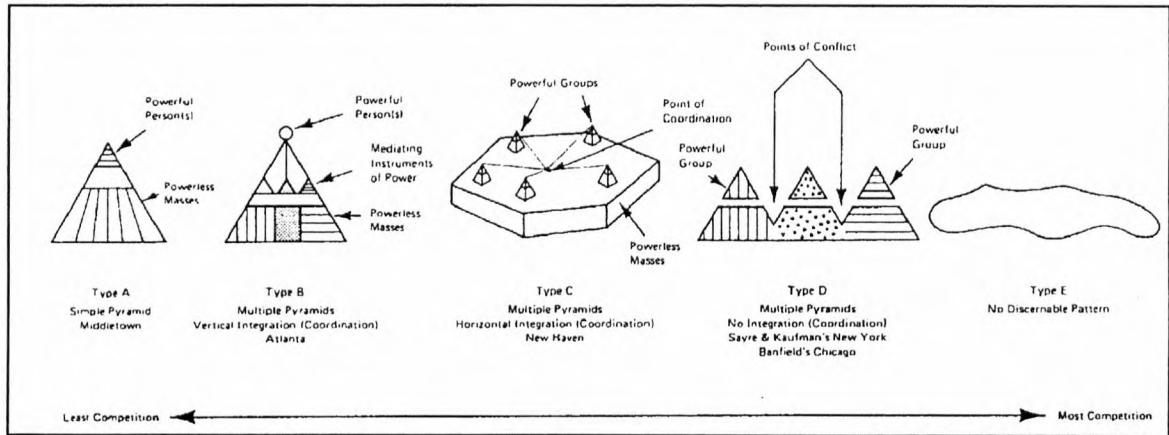 Points of Conflict
Powerful
Person(s)
Powerless
Masses
Type A
Simple Pyramid
Middletown
Powerful
Person(s)
Mediating
Instruments
of Power
Powerless
Masses
Type B
Multiple Pyramids
Vertical Integration (Coordination)
Atlanta
Powerful Groups
Point of
Coordination
Powerless
Masses
Type C
Multiple Pyramids
Horizontal Integration (Coordination)
New Haven
Powerful
Group
Powerful
Group
Type D
Multiple Pyramids
No Integration (Coordination)
Sayre & Kaufman's New York
Banfield's Chicago
Type E
No Discernable Pattern
Least Competition
Most Competition